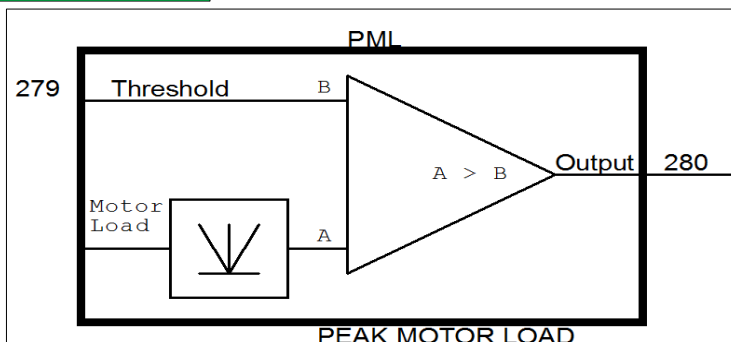 PML
279
Threshold
B
A > B
Output
280
Motor
Load
A
PEAK MOTOR LOAD